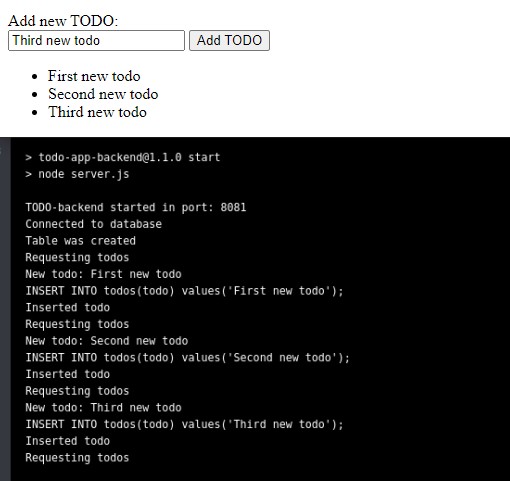 Add new TODO:
Third new todo Add TODO
First new todo
Second new todo
Third new todo
> todo-app-backend@1.1.0 start
> node server.js
TODO-backend started in port: 8081
Connected to database
Table was created
Requesting todos
New todo: First new todo
INSERT INTO todos(todo) values('First new todo');
Inserted todo
Requesting todos
New todo: Second new todo
INSERT INTO todos(todo) values('Second new todo');
Inserted todo
Requesting todos
New todo: Third new todo
INSERT INTO todos(todo) values('Third new todo');
Inserted todo
Requesting todos